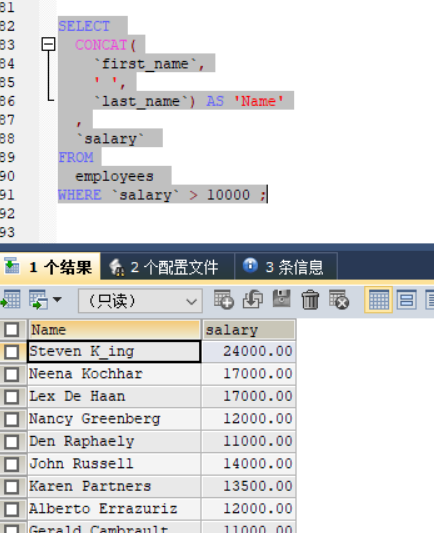 81
82 SELECT
83 CONCAT(
84 `first_name`,
85 ' ',
86 `last_name`) AS 'Name'
87 ,
88 `salary`
89 FROM
90 employees
91 WHERE `salary` > 10000 ;
92
93
1 个结果 2 个配置文件 3 条信息
(只读)
Name salary
Steven K_ing 24000.00
Neena Kochhar 17000.00
Lex De Haan 17000.00
Nancy Greenberg 12000.00
Den Raphaely 11000.00
John Russell 14000.00
Karen Partners 13500.00
Alberto Errazuriz 12000.00
Gerald Cambrault 11000.00